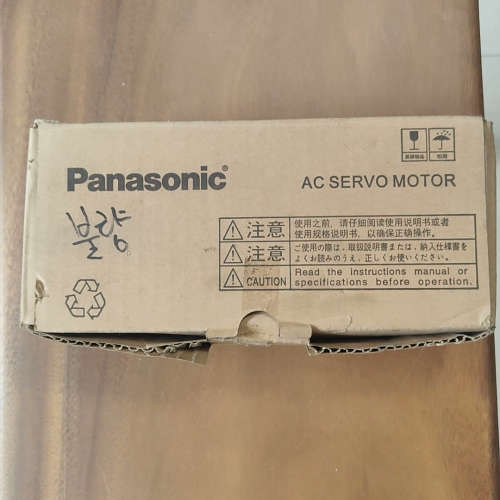 Panasonic®
AC SERVO MOTOR
불량
注意
使用之前，请仔细阅读使用说明书或者
使用规格说明书，以确保正确操作。
注意
ご使用の際は、取扱説明書または、納入仕様書を
よくお読みのうえ、正しくお使いください。
CAUTION
Read the instructions manual or
specifications before operation.